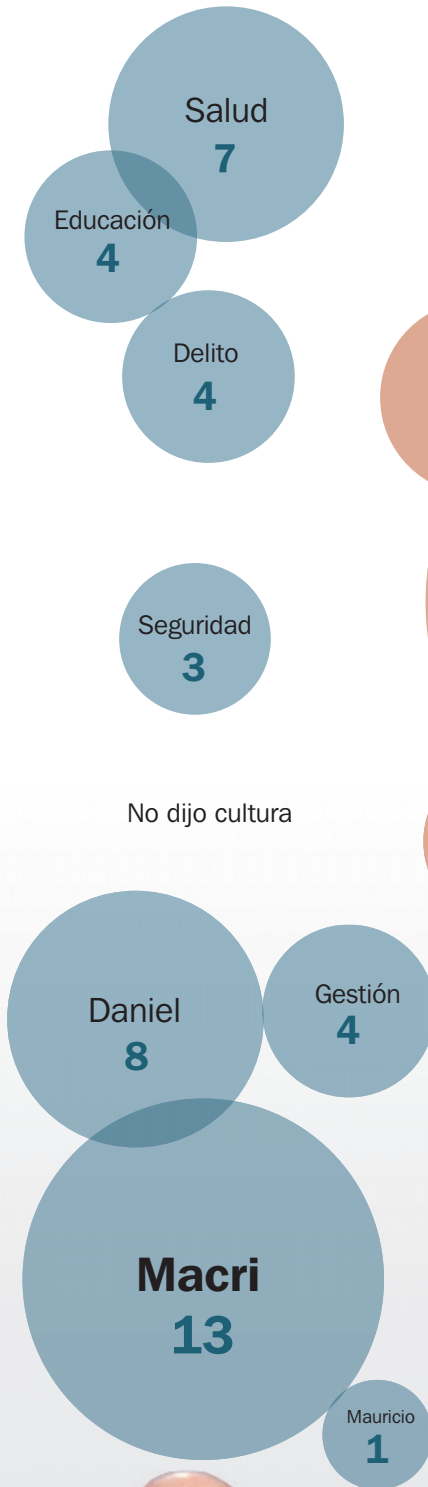 Salud
7
Educación
4
Delito
4
Seguridad
3
No dijo cultura
Daniel
8
Gestión
4
Macri
13
Mauricio
1